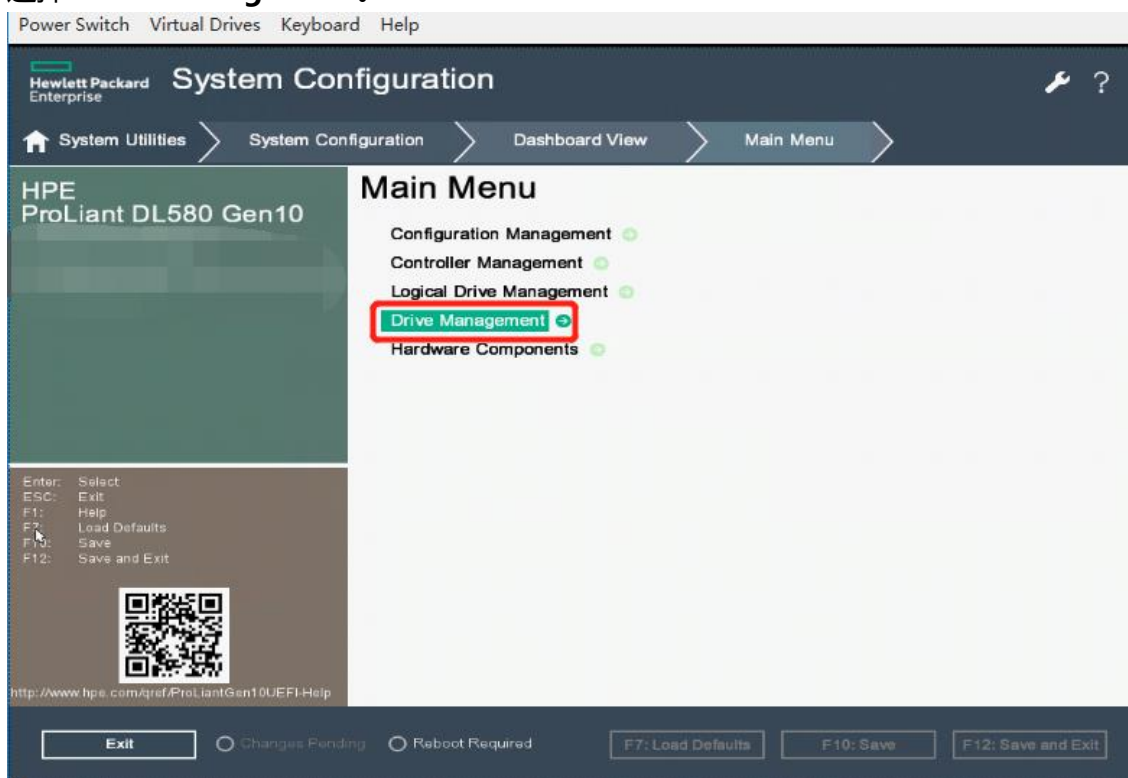 Power Switch Virtual Drives Keyboard Help
Hewlett Packard
Enterprise
System Configuration
?
System Utilities
System Configuration
Dashboard View
Main Menu
HPE
ProLiant DL580 Gen10
Main Menu
Configuration Management
Controller Management
Logical Drive Management
Drive Management
Hardware Components
Enter: Select
ESC: Exit
F1: Help
F7: Load Defaults
F10: Save
F12: Save and Exit
http://www.hpe.com/qref/ProLiantGen10UEFI-Help
Exit
Changes Pending
Reboot Required
F7: Load Defaults
F10: Save
F12: Save and Exit